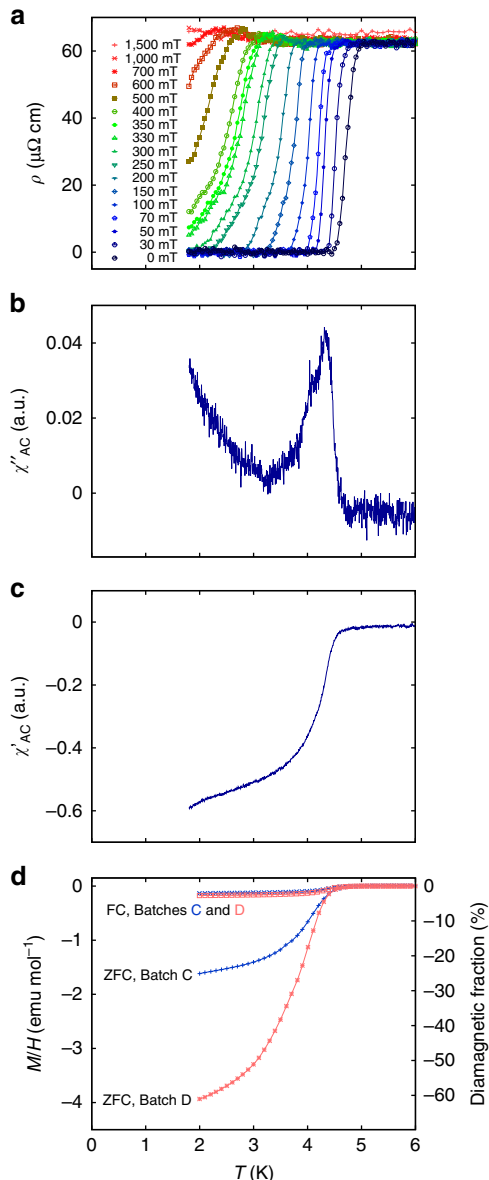 a
60
40
20
0
ρ (μΩ cm)
1,500 mT
1,000 mT
700 mT
600 mT
500 mT
400 mT
350 mT
330 mT
300 mT
250 mT
200 mT
150 mT
100 mT
70 mT
50 mT
30 mT
0 mT
b
0.04
0.02
0
χ″AC (a.u.)
c
0
−0.2
−0.4
−0.6
χ′AC (a.u.)
d
0
−1
−2
−3
−4
M/H (emu mol−1)
FC, Batches C and D
ZFC, Batch C
ZFC, Batch D
0
−10
−20
−30
−40
−50
−60
Diamagnetic fraction (%)
0 1 2 3 4 5 6
T (K)